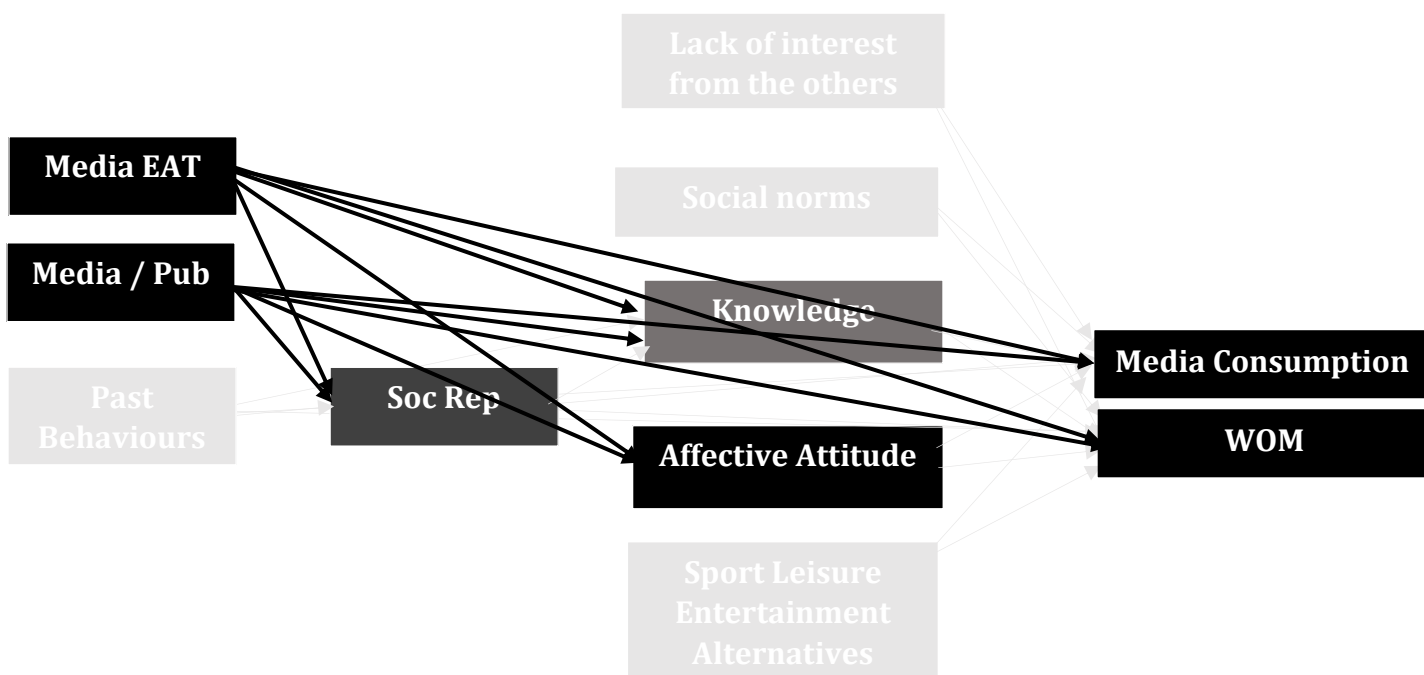 Lack of interest
from the others
Media EAT
Social norms
Media / Pub
Knowledge
Media Consumption
Past
Behaviours
Soc Rep
WOM
Affective Attitude
Sport Leisure
Entertainment
Alternatives